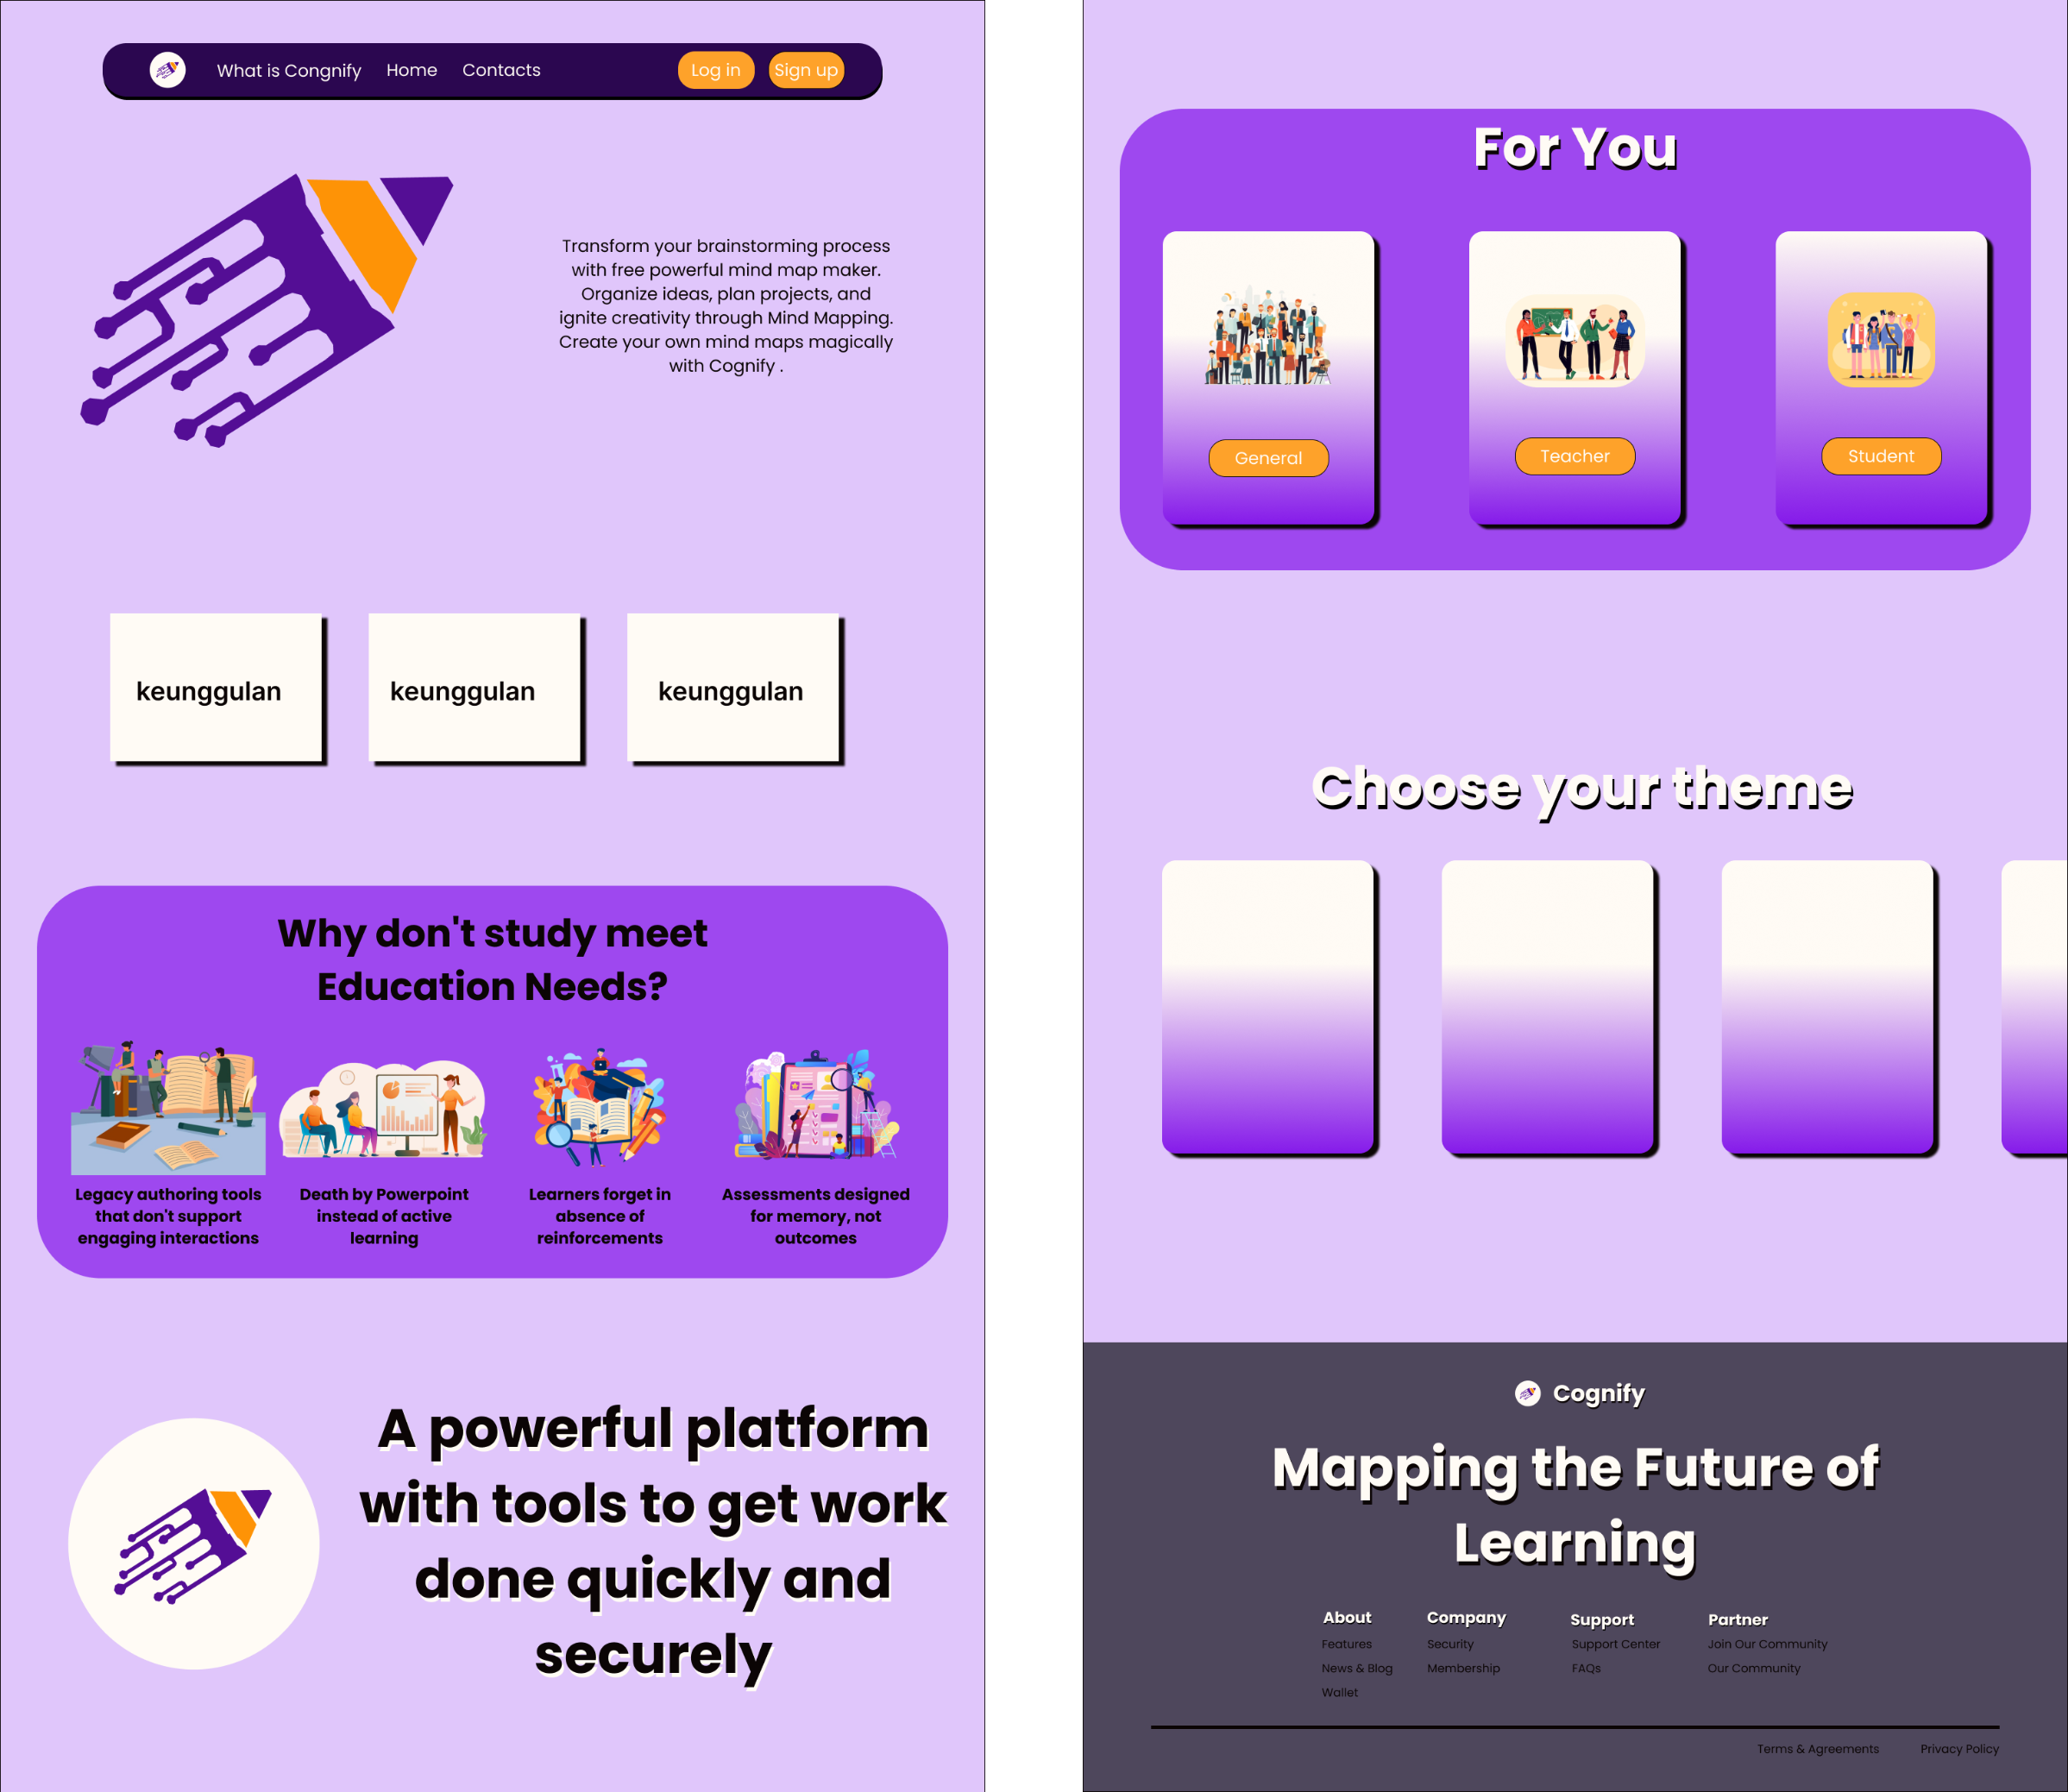 What is Congnify
Home
Contacts
Log in
Sign up
Transform your brainstorming process
with free powerful mind map maker.
Organize ideas, plan projects, and
ignite creativity through Mind Mapping.
Create your own mind maps magically
with Cognify .
keunggulan
keunggulan
keunggulan
Why don't study meet
Education Needs?
Legacy authoring tools
that don't support
engaging interactions
Death by Powerpoint
instead of active
learning
Learners forget in
absence of
reinforcements
Assessments designed
for memory, not
outcomes
A powerful platform
with tools to get work
done quickly and
securely
For You
General
Teacher
Student
Choose your theme
Cognify
Mapping the Future of
Learning
About
Features
News & Blog
Wallet
Company
Security
Membership
Support
Support Center
FAQs
Partner
Join Our Community
Our Community
Terms & Agreements
Privacy Policy